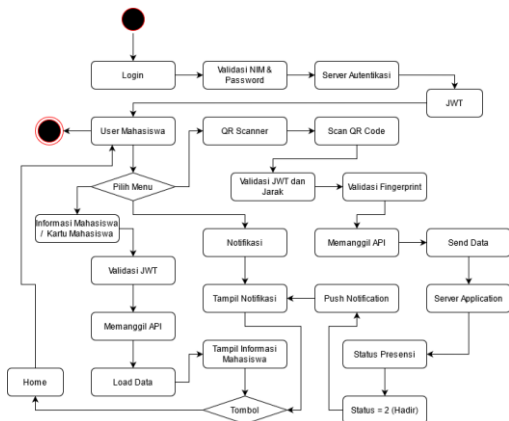 Login
Validasi NIM &
Password
Server Autentikasi
JWT
User Mahasiswa
QR Scanner
Scan QR Code
Pilih Menu
Validasi JWT dan
Jarak
Validasi Fingerprint
Informasi Mahasiswa
/ Kartu Mahasiswa
Notifikasi
Memanggil API
Send Data
Validasi JWT
Tampil Notifikasi
Push Notification
Server Application
Memanggil API
Tampil Informasi
Mahasiswa
Status Presensi
Home
Load Data
Tombol
Status = 2 (Hadir)